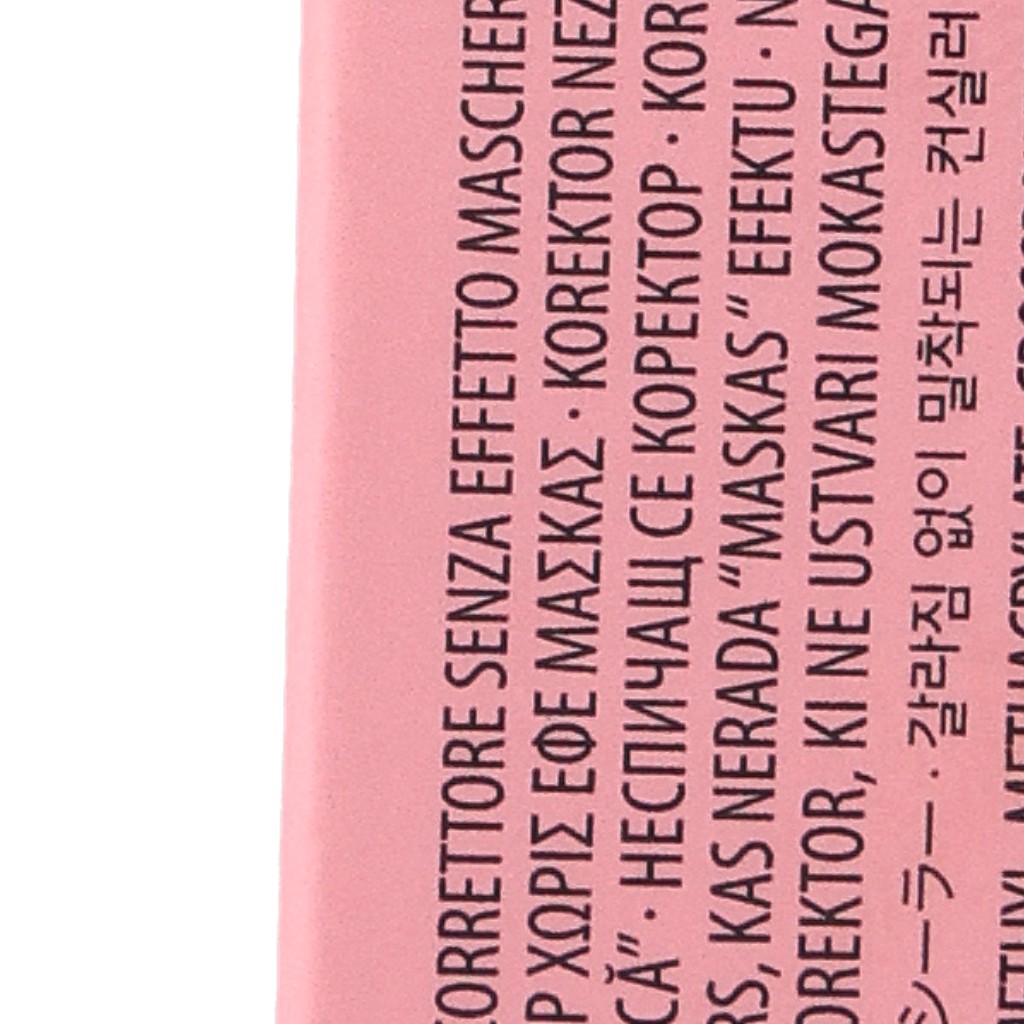 CORRETTORE SENZA EFFETTO MASCHER
Ρ ΧΩΡΙΣ ΕΦΕ ΜΑΣΚΑΣ · KOREKTOR NEZ
CĂ” · НЕСПИЧАЩ СЕ КОРЕКТОР · KOR
RS, KAS NERADA “MASKAS” EFEKTU · N
OREKTOR, KI NE USTVARI MOKASTEGA
シーラー · 갈라짐 없이 밀착되는 컨실러
METHACRYLATE